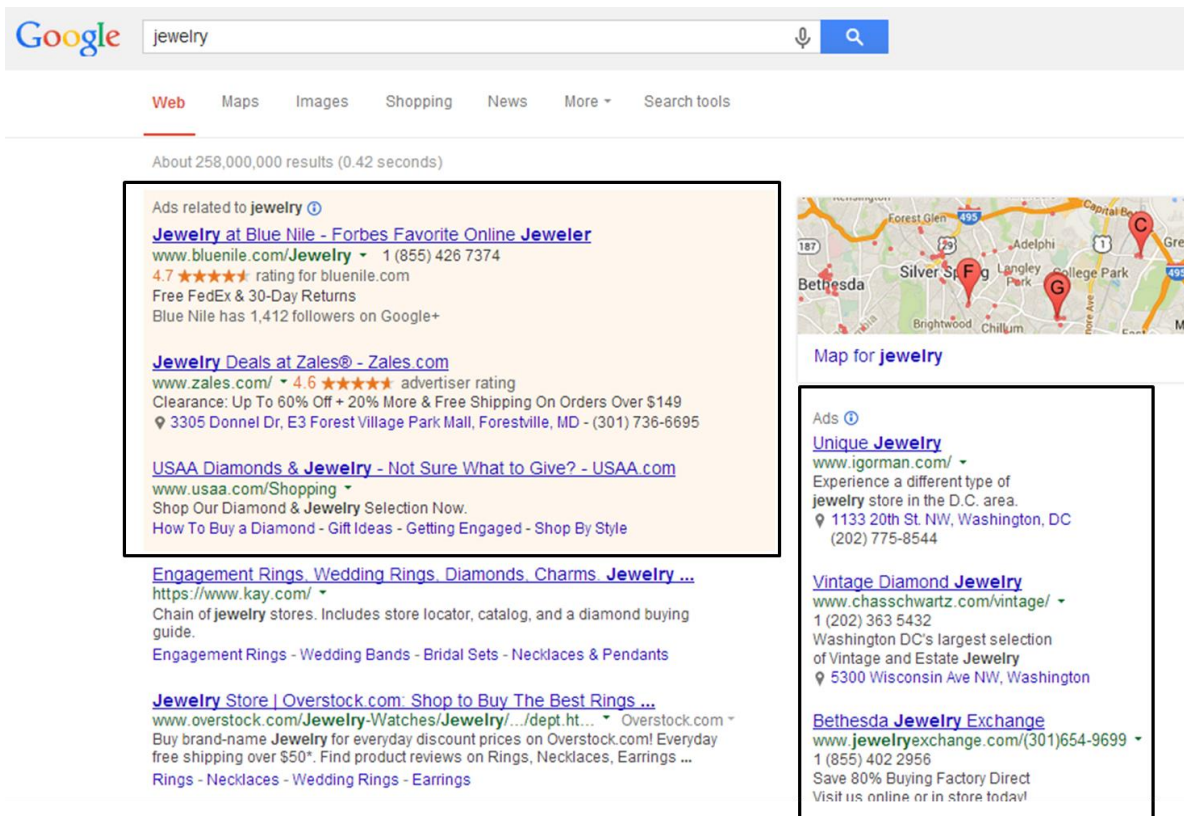 Google
jewelry
Web Maps Images Shopping News More Search tools
About 258,000,000 results (0.42 seconds)
Ads related to jewelry
Jewelry at Blue Nile - Forbes Favorite Online Jeweler
www.bluenile.com/Jewelry 1 (855) 426 7374
4.7 ★★★★★ rating for bluenile.com
Free FedEx & 30-Day Returns
Blue Nile has 1,412 followers on Google+
Jewelry Deals at Zales® - Zales.com
www.zales.com/ 4.6 ★★★★★ advertiser rating
Clearance: Up To 60% Off + 20% More & Free Shipping On Orders Over $149
3305 Donnel Dr, E3 Forest Village Park Mall, Forestville, MD - (301) 736-6695
USAA Diamonds & Jewelry - Not Sure What to Give? - USAA.com
www.usaa.com/Shopping
Shop Our Diamond & Jewelry Selection Now.
How To Buy a Diamond - Gift Ideas - Getting Engaged - Shop By Style
Engagement Rings, Wedding Rings, Diamonds, Charms. Jewelry ...
https://www.kay.com/
Chain of jewelry stores. Includes store locator, catalog, and a diamond buying
guide.
Engagement Rings - Wedding Bands - Bridal Sets - Necklaces & Pendants
Jewelry Store | Overstock.com: Shop to Buy The Best Rings ...
www.overstock.com/Jewelry-Watches/Jewelry/.../dept.ht... Overstock.com
Buy brand-name Jewelry for everyday discount prices on Overstock.com! Everyday
free shipping over $50*. Find product reviews on Rings, Necklaces, Earrings ...
Rings - Necklaces - Wedding Rings - Earrings
Capital
Forest Glen 495
187 29 Adelphi 1 C
Silver F Langley College Park 495
Bethesda Park G
Brightwood Chillum
Map for jewelry
Ads
Unique Jewelry
www.igorman.com/
Experience a different type of
jewelry store in the D.C. area.
1133 20th St. NW, Washington, DC
(202) 775-8544
Vintage Diamond Jewelry
www.chasschwartz.com/vintage/
1 (202) 363 5432
Washington DC's largest selection
of Vintage and Estate Jewelry
5300 Wisconsin Ave NW, Washington
Bethesda Jewelry Exchange
www.jewelryexchange.com/(301)654-9699
1 (855) 402 2956
Save 80% Buying Factory Direct
Visit us online or in store today!